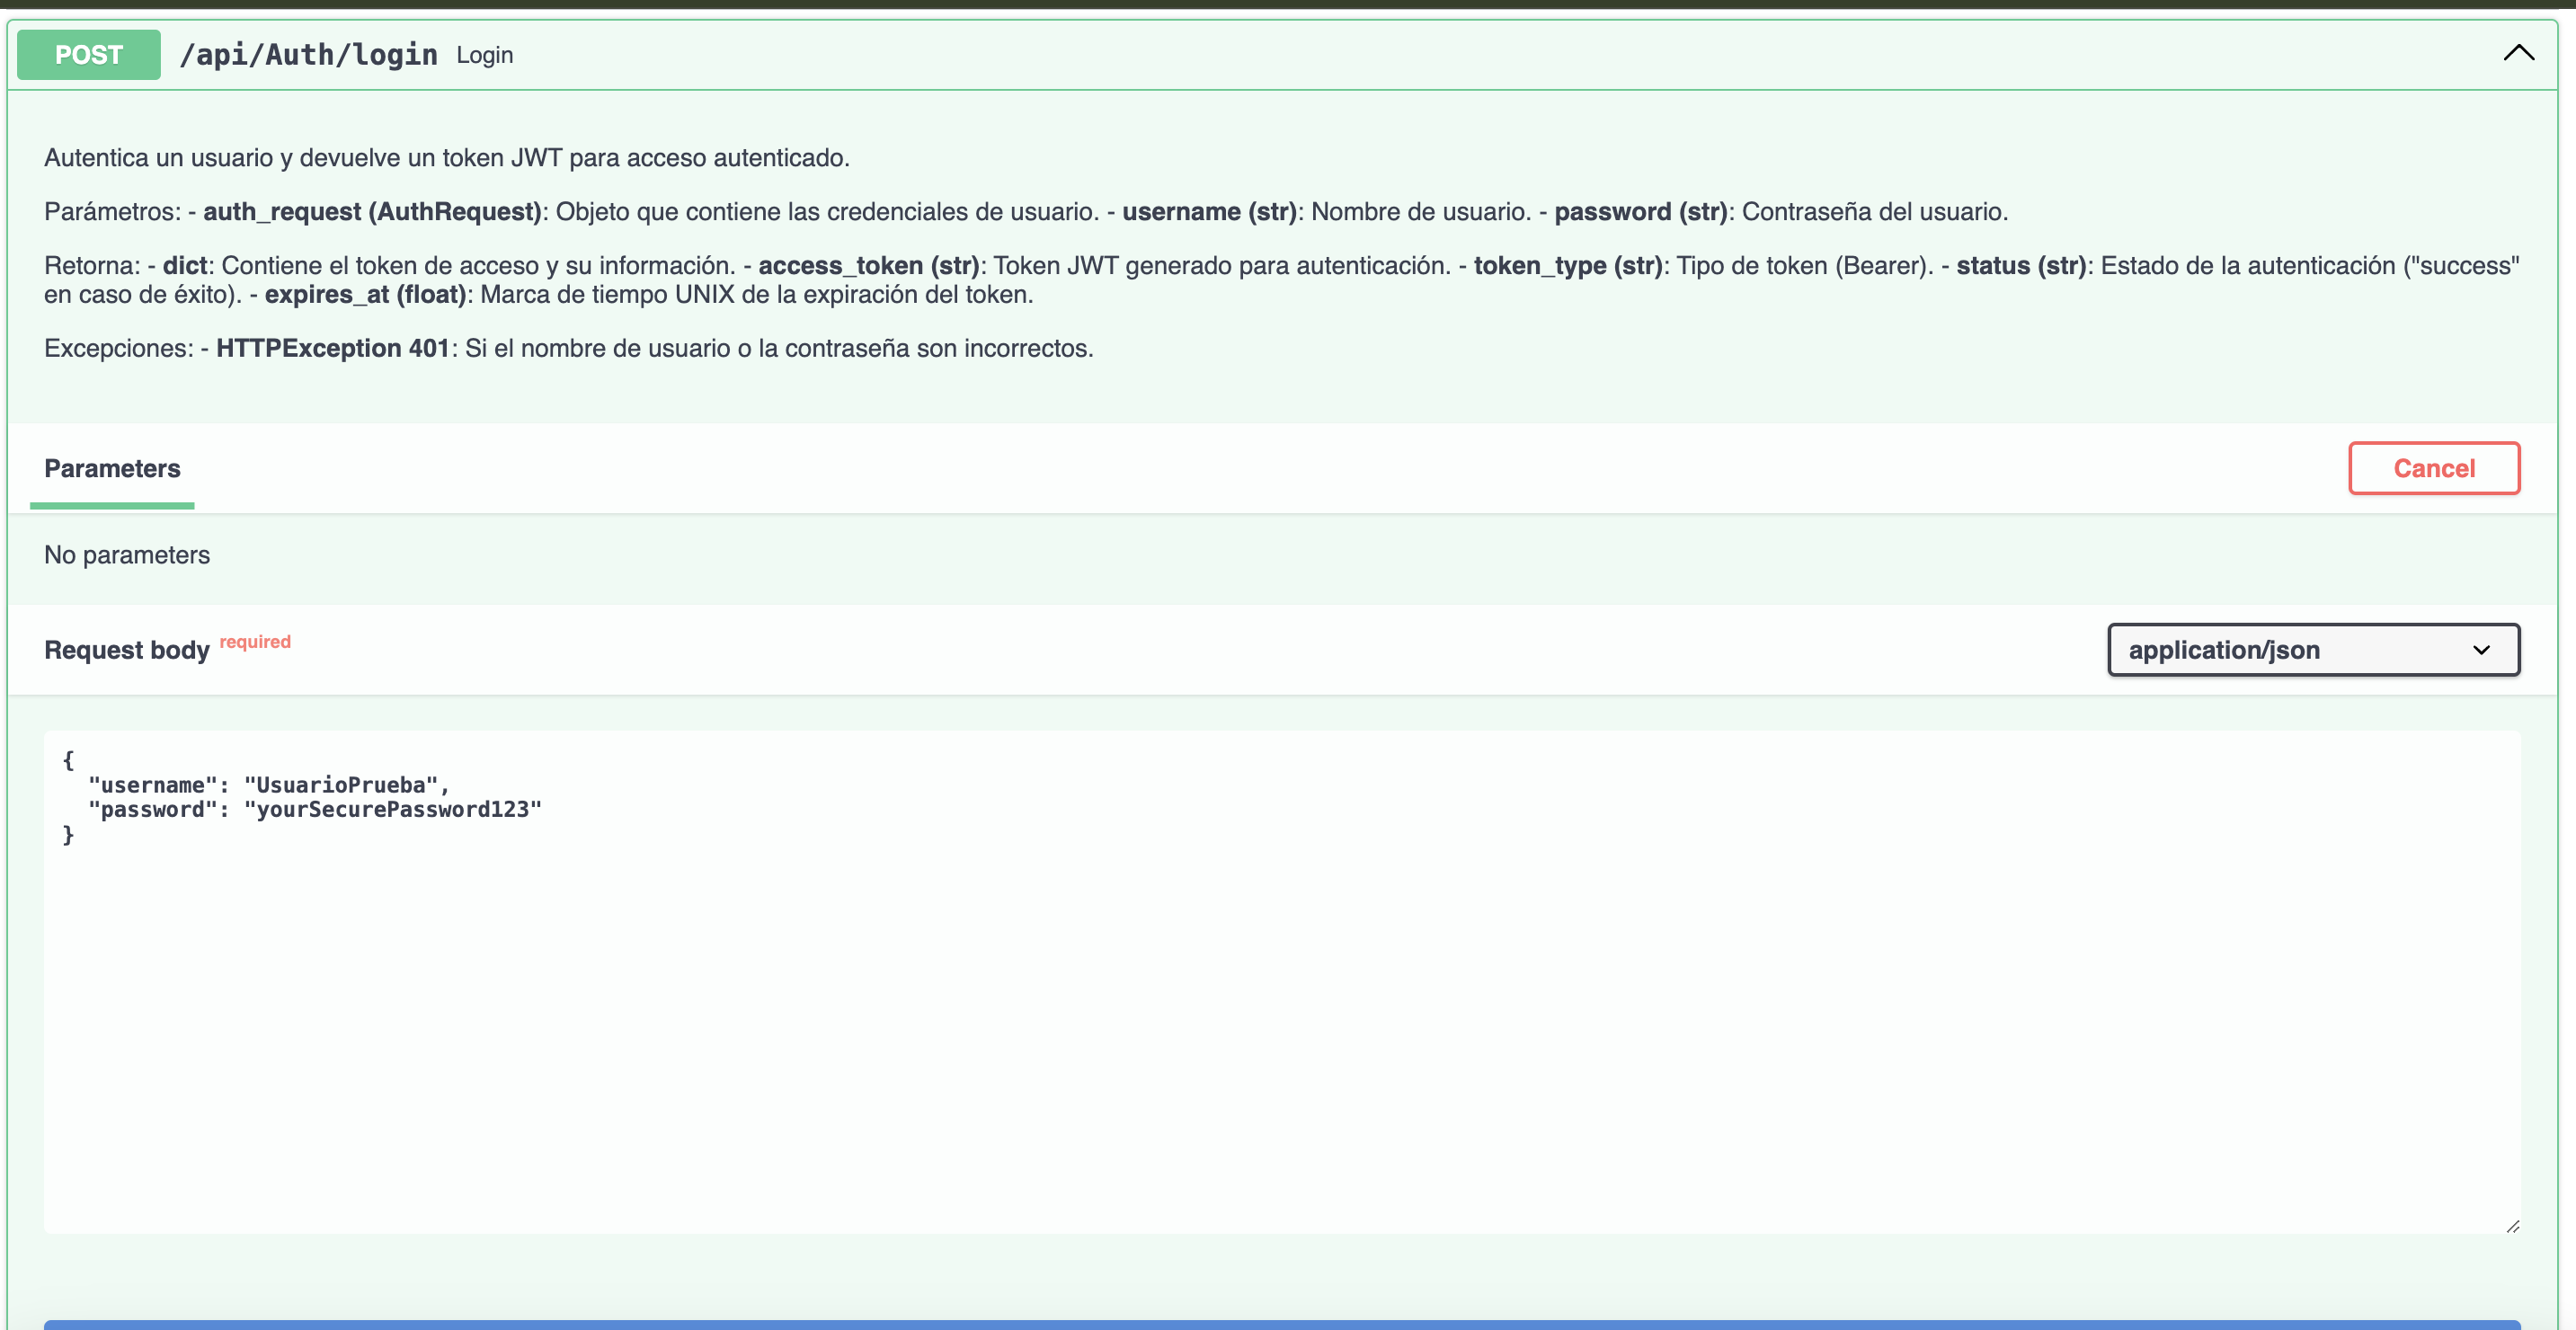 POST /api/Auth/login Login
Autentica un usuario y devuelve un token JWT para acceso autenticado.
Parámetros: - auth_request (AuthRequest): Objeto que contiene las credenciales de usuario. - username (str): Nombre de usuario. - password (str): Contraseña del usuario.
Retorna: - dict: Contiene el token de acceso y su información. - access_token (str): Token JWT generado para autenticación. - token_type (str): Tipo de token (Bearer). - status (str): Estado de la autenticación ("success"
en caso de éxito). - expires_at (float): Marca de tiempo UNIX de la expiración del token.
Excepciones: - HTTPException 401: Si el nombre de usuario o la contraseña son incorrectos.
Parameters
Cancel
No parameters
Request body required
application/json
{
  "username": "UsuarioPrueba",
  "password": "yourSecurePassword123"
}